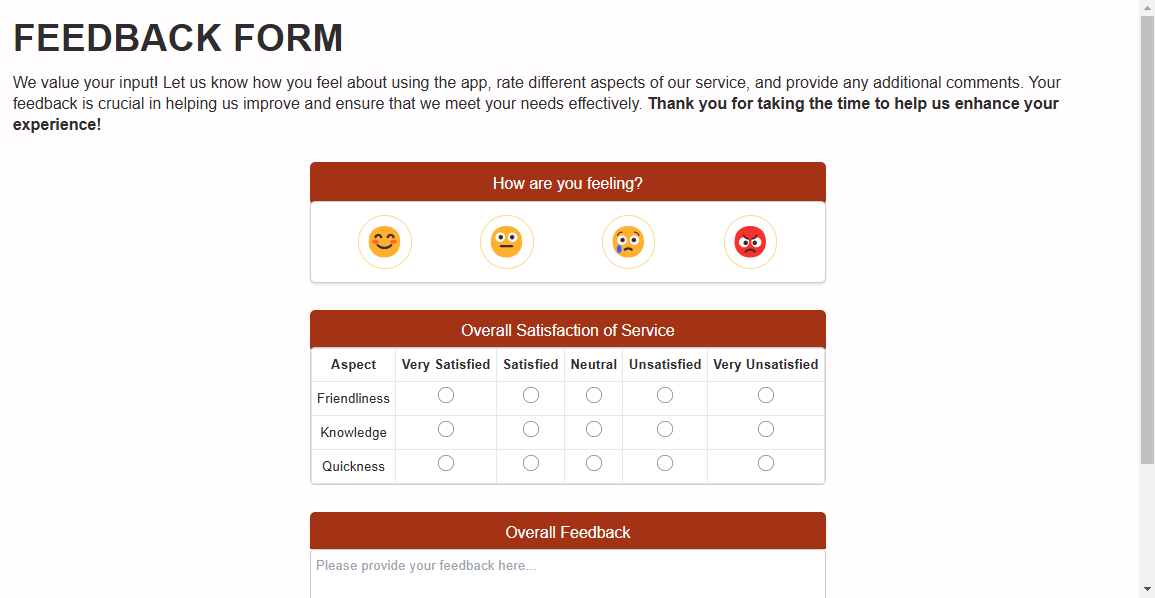 FEEDBACK FORM
We value your input! Let us know how you feel about using the app, rate different aspects of our service, and provide any additional comments. Your
feedback is crucial in helping us improve and ensure that we meet your needs effectively. Thank you for taking the time to help us enhance your
experience!
How are you feeling?
Overall Satisfaction of Service
Aspect Very Satisfied Satisfied Neutral Unsatisfied Very Unsatisfied
Friendliness
Knowledge
Quickness
Overall Feedback
Please provide your feedback here...